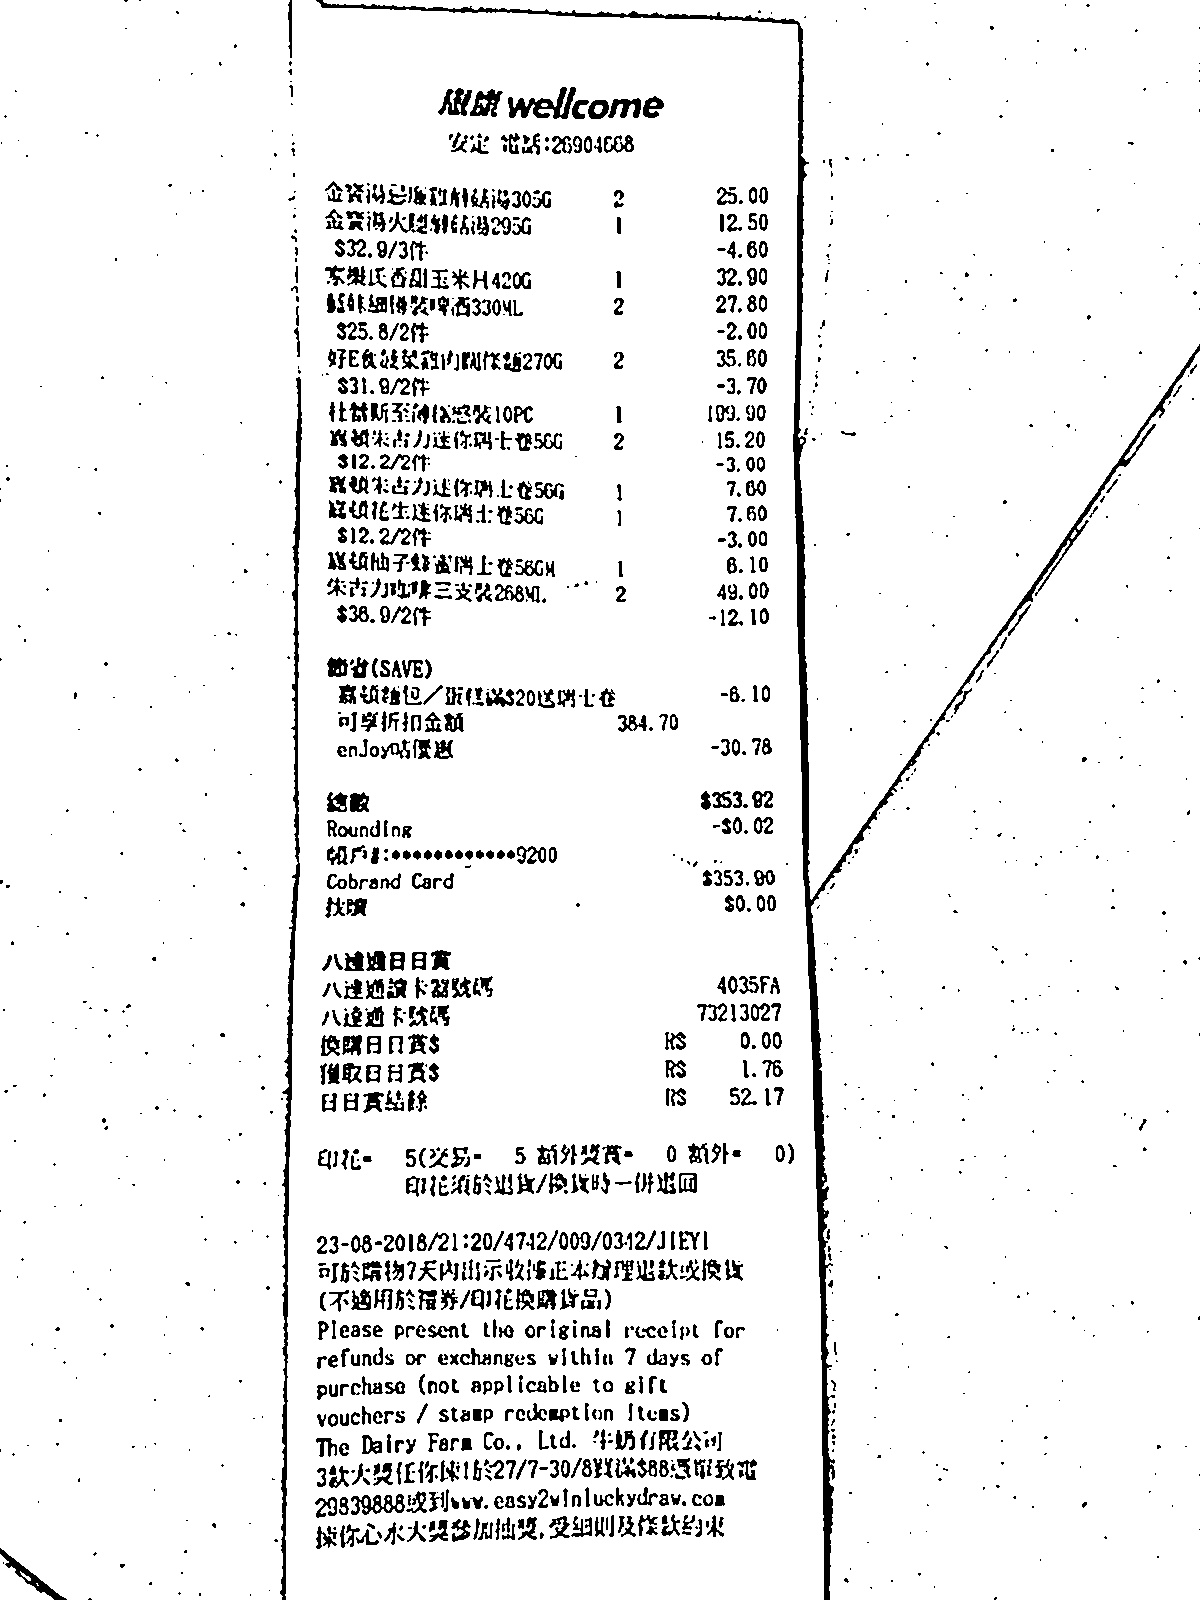 惠康 wellcome
安定 電話:26904668
金寶湯忌廉雞蓉湯305G 2 25.00
金寶湯火腿 湯295G 1 12.50
$32.9/3件 -4.60
家樂氏香甜玉米片420G 1 32.90
細樽裝啤酒330ML 2 27.80
$25.8/2件 -2.00
好E食 菜雞肉 270G 2 35.60
$31.9/2件 -3.70
杜蕾斯至薄 裝10PC 1 109.90
嘉頓朱古力迷你瑞士卷56G 2 15.20
$12.2/2件 -3.00
嘉頓朱古力迷你瑞士卷56G 1 7.60
嘉頓花生迷你瑞士卷56G 1 7.60
$12.2/2件 -3.00
嘉頓柚子蜂蜜瑞士卷56GM 1 6.10
朱古力咖啡三支裝268ML 2 49.00
$36.9/2件 -12.10
節省(SAVE)
嘉頓麵包／蛋糕滿$20送瑞士卷 -6.10
可享折扣金額 384.70
enJoy咭優惠 -30.78
總數 $353.92
Rounding -$0.02
帳戶#:************9200
Cobrand Card $353.90
找贖 $0.00
八達通日日賞
八達通讀卡器號碼 4035FA
八達通卡號碼 73213027
換購日日賞$ R$ 0.00
獲取日日賞$ R$ 1.76
日日賞結餘 R$ 52.17
印花= 5(交易= 5 額外獎賞= 0 額外= 0)
印花須於退貨/換貨時一併退回
23-08-2018/21:20/4742/009/0342/JIEYI
可於購物7天內出示收據正本辦理退款或換貨
(不適用於禮券/印花換購貨品)
Please present the original receipt for
refunds or exchanges within 7 days of
purchase (not applicable to gift
vouchers / stamp redemption items)
The Dairy Farm Co., Ltd. 牛奶有限公司
3款大獎任你揀!於27/7-30/8買滿$88憑單致電
29839888或到www.easy2winluckydraw.com
揀你心水大獎參加抽獎,受細則及條款約束